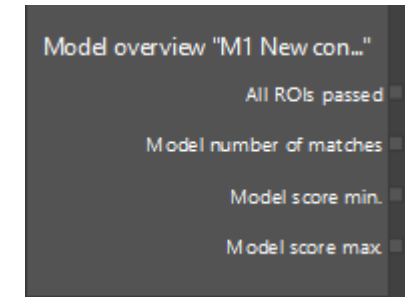 Model overview "M1 New con..."
All ROIs passed
Model number of matches
Model score min.
Model score max.